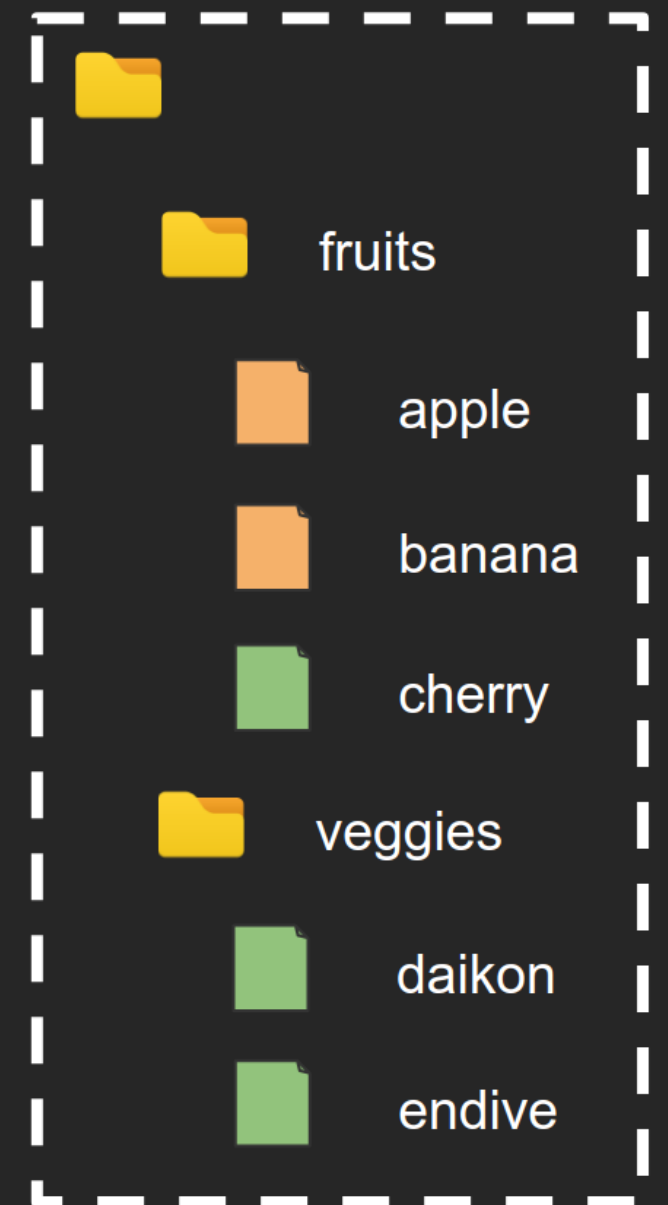 fruits
apple
banana
cherry
veggies
daikon
endive